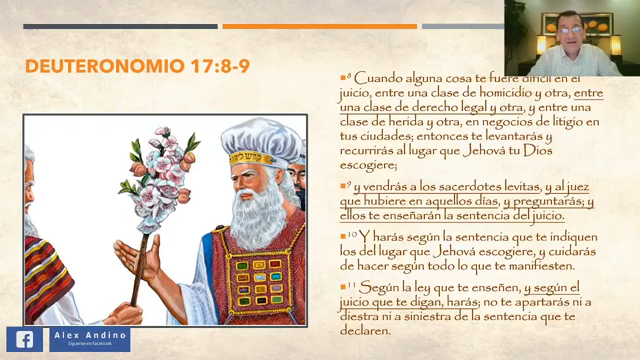 DEUTERONOMIO 17:8-9
8 Cuando alguna cosa te fuere difícil en el
juicio, entre una clase de homicidio y otra, entre
una clase de derecho legal y otra, y entre una
clase de herida y otra, en negocios de litigio en
tus ciudades; entonces te levantarás y
recurrirás al lugar que Jehová tu Dios
escogiere;
9 y vendrás a los sacerdotes levitas, y al juez
que hubiere en aquellos días, y preguntarás; y
ellos te enseñarán la sentencia del juicio.
10 Y harás según la sentencia que te indiquen
los del lugar que Jehová escogiere, y cuidarás
de hacer según todo lo que te manifiesten.
11 Según la ley que te enseñen, y según el
juicio que te digan, harás; no te apartarás ni a
diestra ni a siniestra de la sentencia que te
declaren.
Alex Andino
Sígueme en Facebook